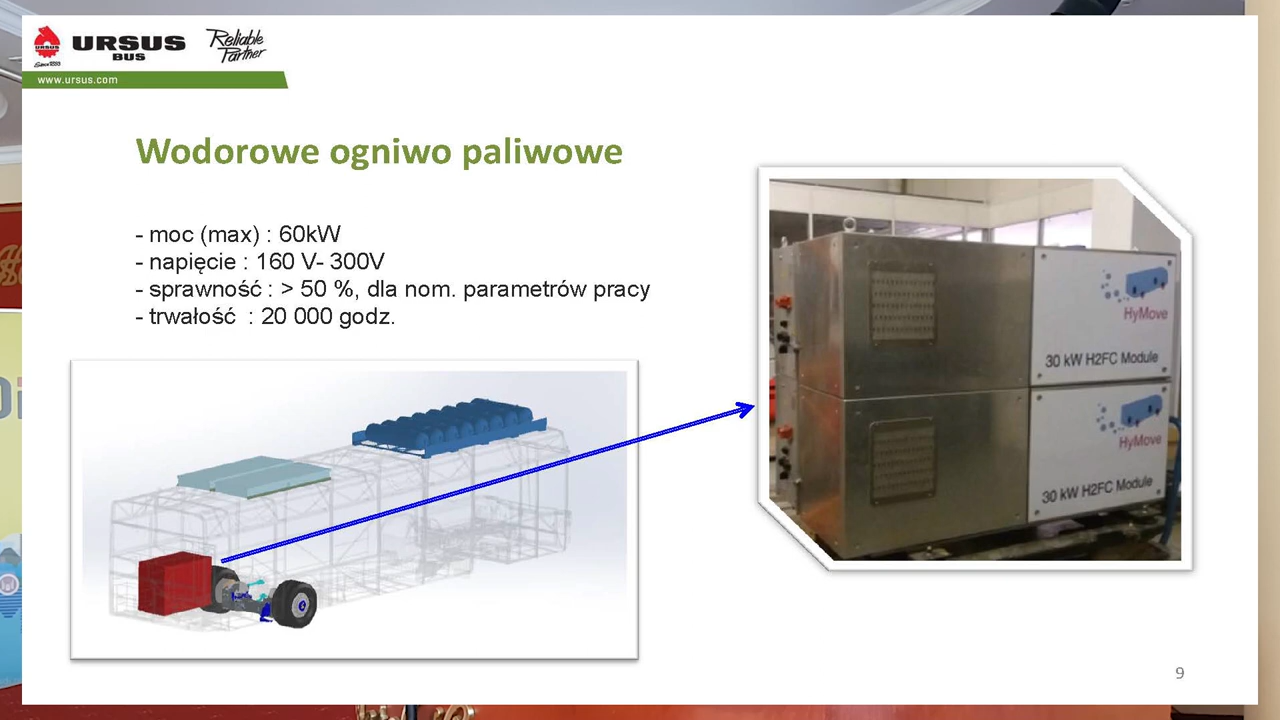 URSUS
BUS
URSUS
Since 1893
Reliable
Partner
www.ursus.com
Wodorowe ogniwo paliwowe
- moc (max) : 60kW
- napięcie : 160 V- 300V
- sprawność : > 50 %, dla nom. parametrów pracy
- trwałość : 20 000 godz.
HyMove
30 kW H2FC Module
HyMove
30 kW H2FC Module
9